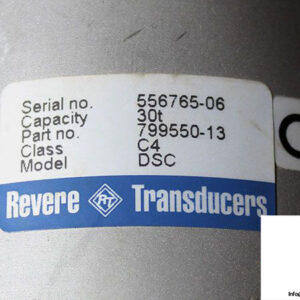 Serial no. 556765-06
Capacity 30t
Part no. 799550-13
Class C4
Model DSC
Revere RT Transducers